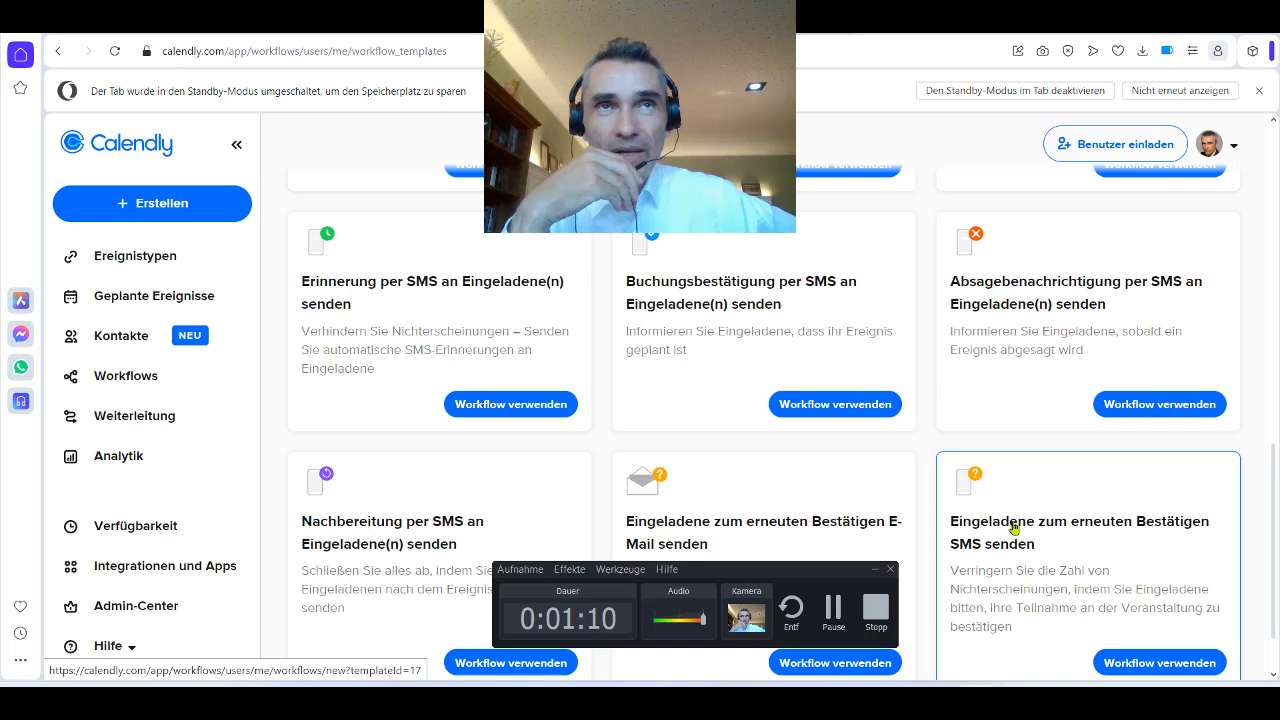 calendly.com/app/workflows/users/me/workflow_templates
Der Tab wurde in den Standby-Modus umgeschaltet, um den Speicherplatz zu sparen
Den Standby-Modus im Tab deaktivieren
Nicht erneut anzeigen
Calendly
Benutzer einladen
+ Erstellen
Ereignistypen
Geplante Ereignisse
Kontakte NEU
Workflows
Weiterleitung
Analytik
Verfügbarkeit
Integrationen und Apps
Admin-Center
Hilfe
https://calendly.com/app/workflows/users/me/workflows/new?templateId=17
Erinnerung per SMS an Eingeladene(n)
senden
Verhindern Sie Nichterscheinungen – Senden
Sie automatische SMS-Erinnerungen an
Eingeladene
Workflow verwenden
Buchungsbestätigung per SMS an
Eingeladene(n) senden
Informieren Sie Eingeladene, dass ihr Ereignis
geplant ist
Workflow verwenden
Absagebenachrichtigung per SMS an
Eingeladene(n) senden
Informieren Sie Eingeladene, sobald ein
Ereignis abgesagt wird
Workflow verwenden
Nachbereitung per SMS an
Eingeladene(n) senden
Schließen Sie alles ab, indem Sie
Eingeladenen nach dem Ereignis
senden
Workflow verwenden
Eingeladene zum erneuten Bestätigen E-
Mail senden
Workflow verwenden
Eingeladene zum erneuten Bestätigen
SMS senden
Verringern Sie die Zahl von
Nichterscheinungen, indem Sie Eingeladene
bitten, ihre Teilnahme an der Veranstaltung zu
bestätigen
Workflow verwenden
Aufnahme Effekte Werkzeuge Hilfe
Dauer
0:01:10
Audio
Kamera
Entf
Pause
Stopp